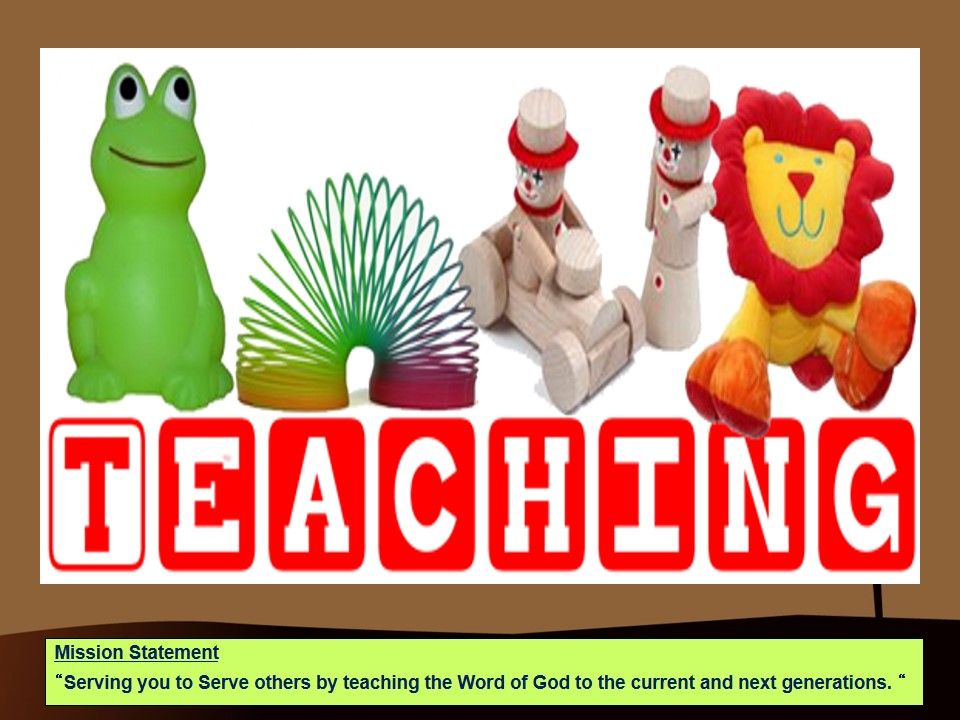 TEACHING
Mission Statement
“Serving you to Serve others by teaching the Word of God to the current and next generations. “